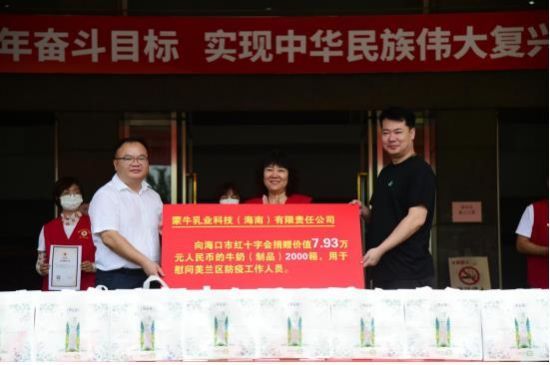 年奋斗目标 实现中华民族伟大复兴
蒙牛乳业科技（海南）有限责任公司
向海口市红十字会捐赠价值7.93万
元人民币的牛奶（制品）2000箱，用于
慰问美兰区防疫工作人员。